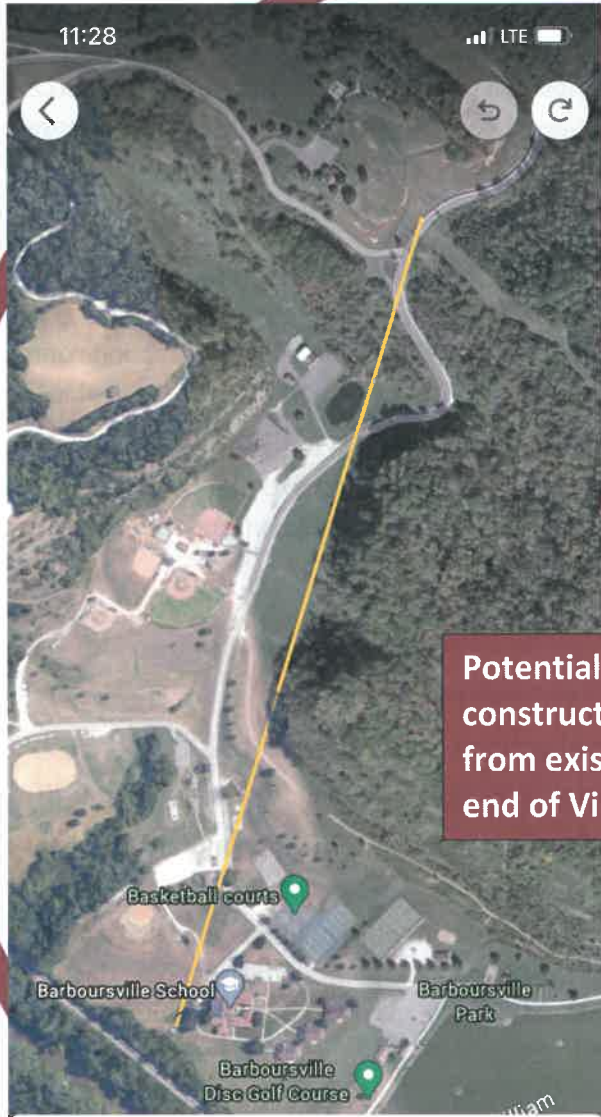 11:28
LTE
Potential
construct
from exis
end of Vi
Basketball courts
Barboursville School
Barboursville
Park
Barboursville
Disc Golf Course